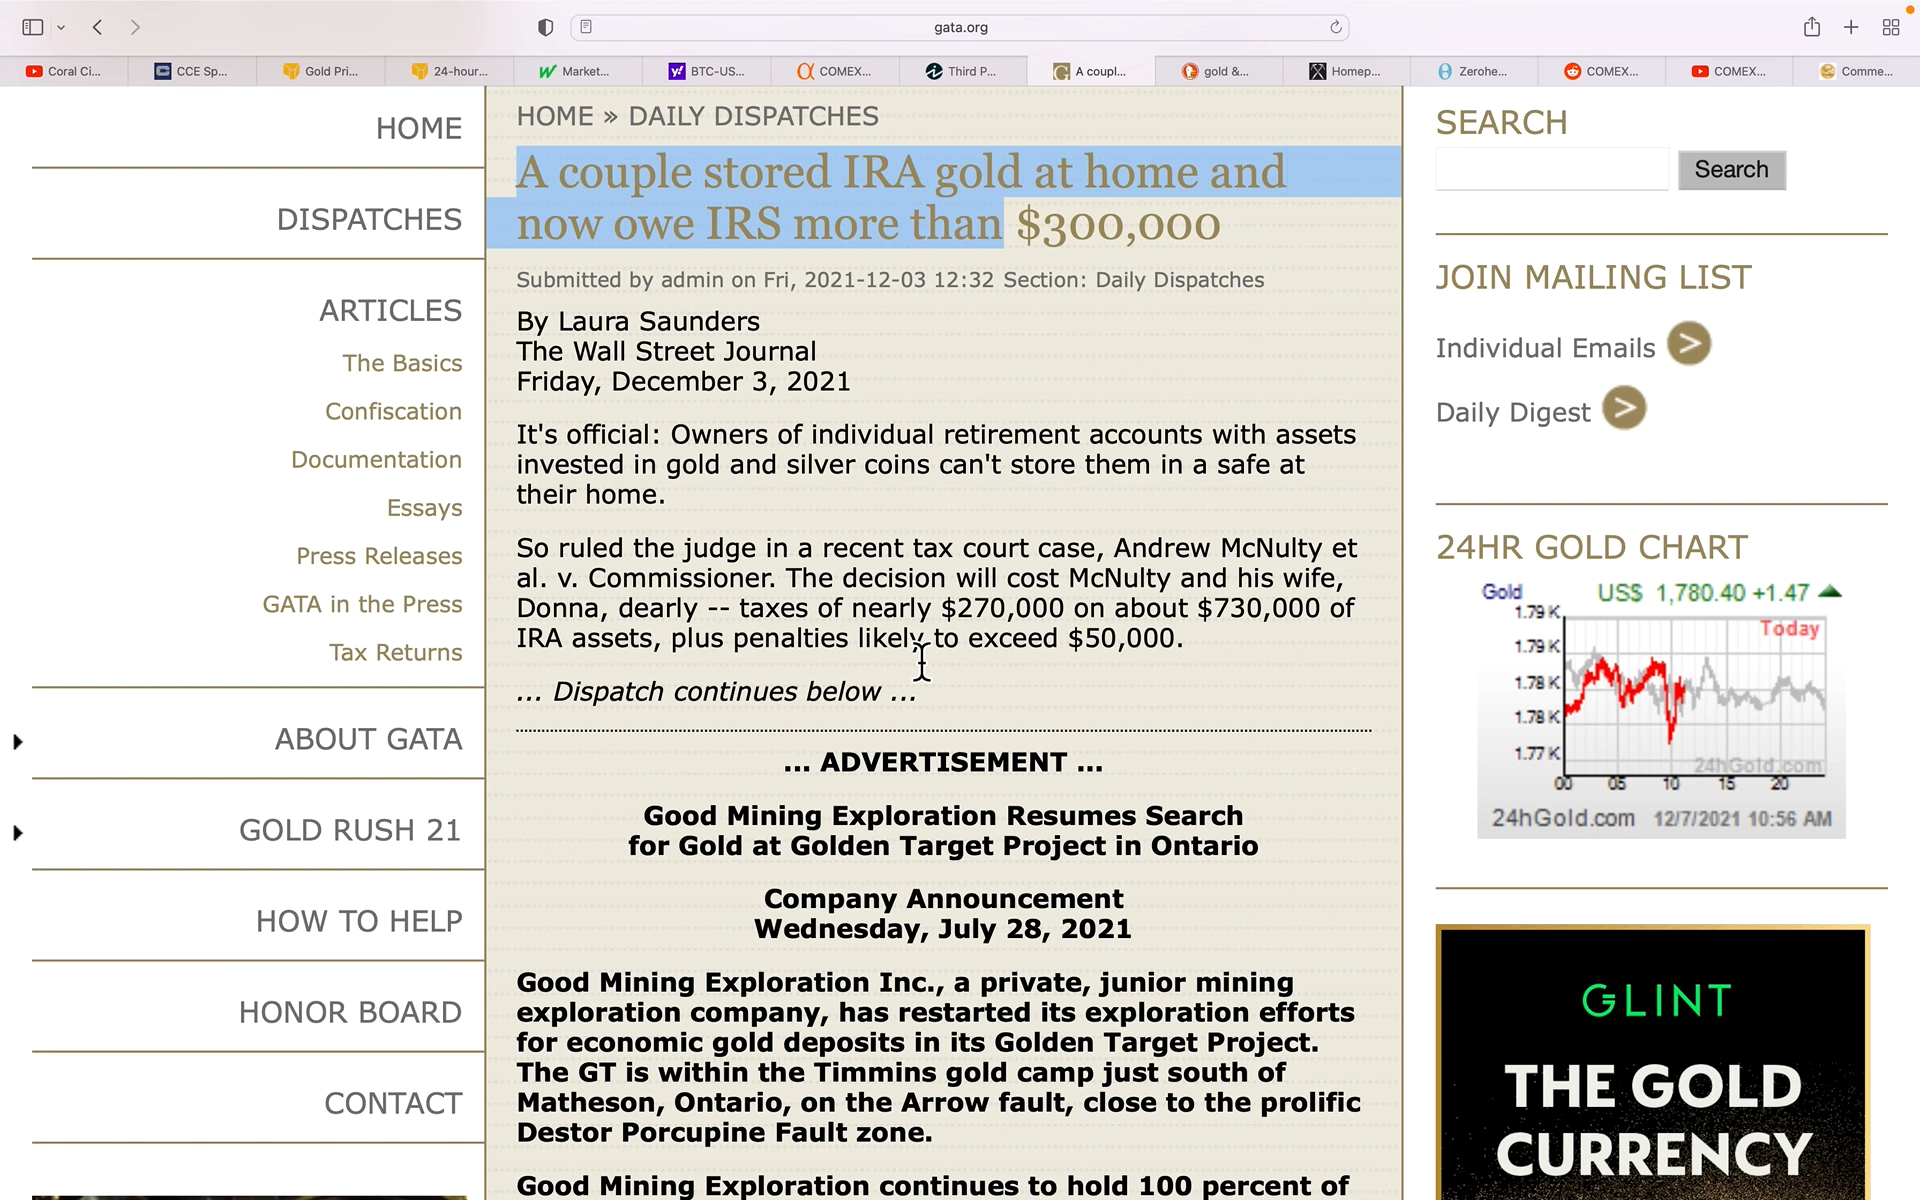 gata.org
Coral Ci...
CCE Sp...
Gold Pri...
24-hour...
Market...
BTC-US...
COMEX...
Third P...
A coupl...
gold &...
Homep...
Zerohe...
COMEX...
COMEX...
Comme...
HOME
DISPATCHES
ARTICLES
The Basics
Confiscation
Documentation
Essays
Press Releases
GATA in the Press
Tax Returns
ABOUT GATA
GOLD RUSH 21
HOW TO HELP
HONOR BOARD
CONTACT
HOME » DAILY DISPATCHES
A couple stored IRA gold at home and
now owe IRS more than $300,000
Submitted by admin on Fri, 2021-12-03 12:32 Section: Daily Dispatches
By Laura Saunders
The Wall Street Journal
Friday, December 3, 2021
It's official: Owners of individual retirement accounts with assets
invested in gold and silver coins can't store them in a safe at
their home.
So ruled the judge in a recent tax court case, Andrew McNulty et
al. v. Commissioner. The decision will cost McNulty and his wife,
Donna, dearly -- taxes of nearly $270,000 on about $730,000 of
IRA assets, plus penalties likely to exceed $50,000.
... Dispatch continues below ...
... ADVERTISEMENT ...
Good Mining Exploration Resumes Search
for Gold at Golden Target Project in Ontario
Company Announcement
Wednesday, July 28, 2021
Good Mining Exploration Inc., a private, junior mining
exploration company, has restarted its exploration efforts
for economic gold deposits in its Golden Target Project.
The GT is within the Timmins gold camp just south of
Matheson, Ontario, on the Arrow fault, close to the prolific
Destor Porcupine Fault zone.
Good Mining Exploration continues to hold 100 percent of
SEARCH
Search
JOIN MAILING LIST
Individual Emails >
Daily Digest >
24HR GOLD CHART
Gold US$ 1,780.40 +1.47
1.79 K
Today
1.79 K
1.78 K
1.78 K
1.77 K
24hGold.com
00 05 10 15 20
24hGold.com 12/7/2021 10:56 AM
GLINT
THE GOLD
CURRENCY